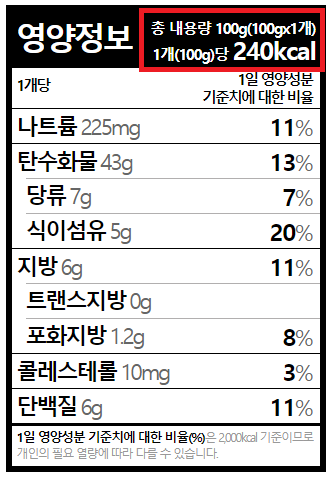 영양정보
총 내용량 100g(100gx1개)
1개(100g)당 240kcal
1개당
1일 영양성분
기준치에 대한 비율
나트륨 225mg 11%
탄수화물 43g 13%
당류 7g 7%
식이섬유 5g 20%
지방 6g 11%
트랜스지방 0g
포화지방 1.2g 8%
콜레스테롤 10mg 3%
단백질 6g 11%
1일 영양성분 기준치에 대한 비율(%)은 2,000kcal 기준이므로
개인의 필요 열량에 따라 다를 수 있습니다.